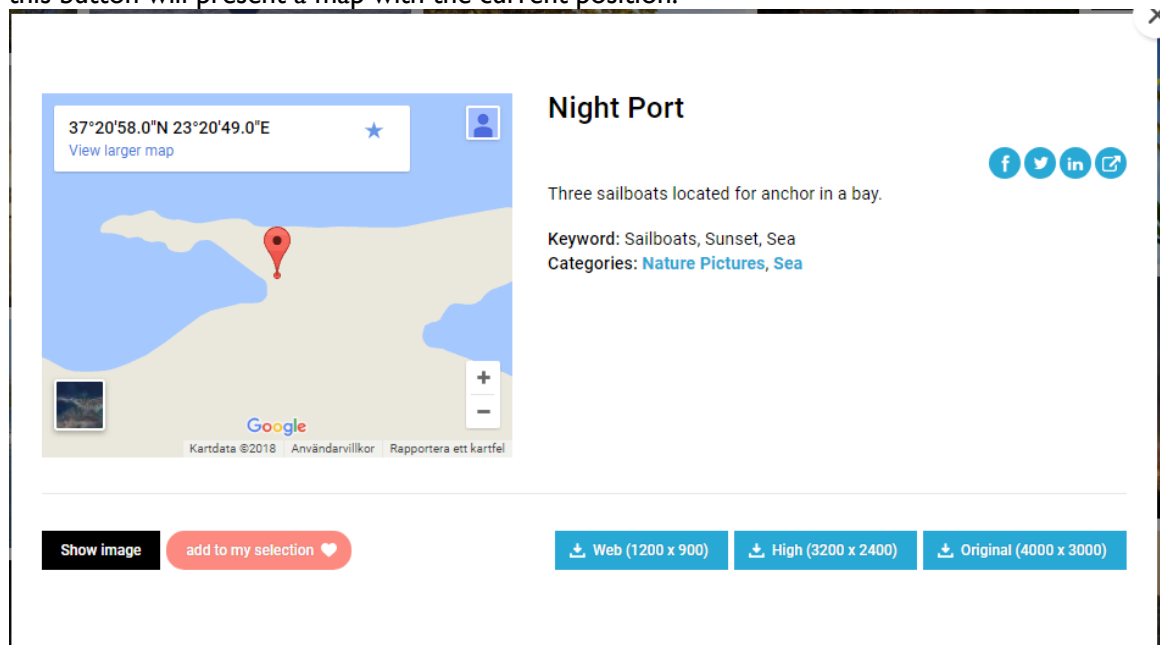 this button will present a map with the current position.
37°20'58.0"N 23°20'49.0"E
View larger map
Google
Kartdata ©2018 Användarvillkor Rapportera ett kartfel
Night Port
Three sailboats located for anchor in a bay.
Keyword: Sailboats, Sunset, Sea
Categories: Nature Pictures, Sea
Show image
add to my selection
Web (1200 x 900)
High (3200 x 2400)
Original (4000 x 3000)